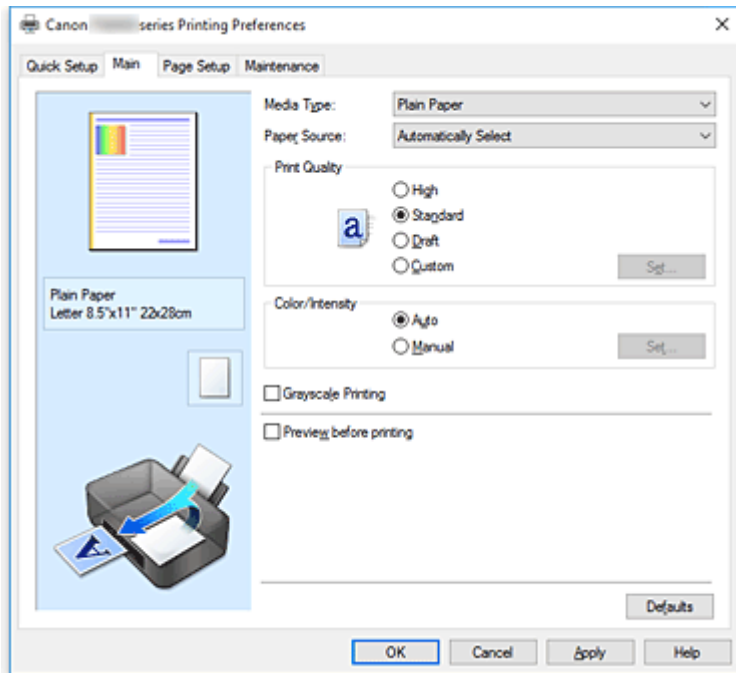 Canon series Printing Preferences
Quick Setup Main Page Setup Maintenance
Media Type: Plain Paper
Paper Source: Automatically Select
Print Quality
High
a Standard
Draft
Custom Set...
Plain Paper
Letter 8.5"x11" 22x28cm
Color/Intensity
Auto
Manual Set...
Grayscale Printing
Preview before printing
A
Defaults
OK Cancel Apply Help